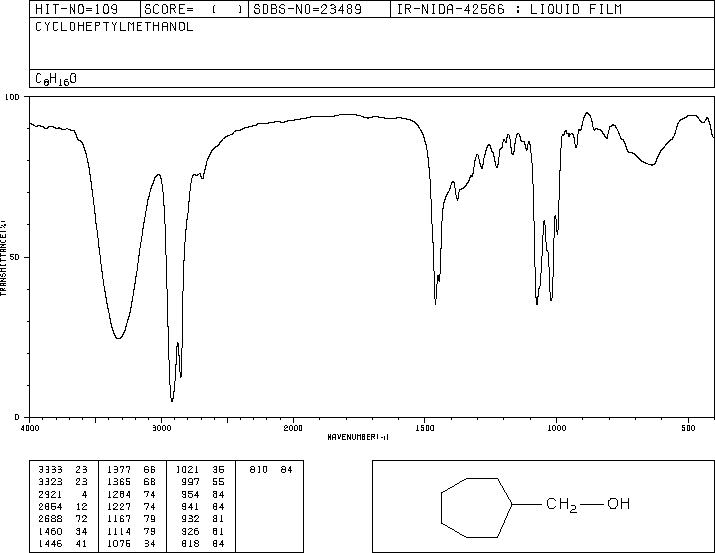 HIT-NO=109 SCORE= ( ) SDBS-NO=23489 IR-NIDA-42566 : LIQUID FILM
CYCLOHEPTYLMETHANOL
C8H16O
100
50
0
TRANSMITTANCE(%)
4000 3000 2000 1500 1000 500
WAVENUMBER(-1)
3333 23 1377 66 1021 36 810 84
3323 23 1365 68 997 55
2921 4 1284 74 954 84
2854 12 1227 74 941 84
2688 72 1167 79 932 81
1460 34 1114 79 926 81
1446 41 1076 34 818 84
CH2 OH